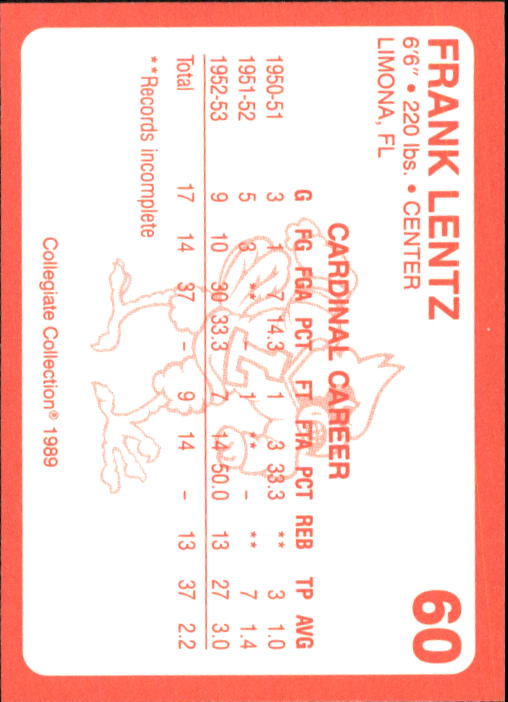 FRANK LENTZ 60
6'6" • 220 lbs. • CENTER
LIMONA, FL
CARDINAL CAREER
G FG FGA PCT FT FTA PCT REB TP AVG
1950-51 3 1 7 14.3 1 3 33.3 ** 3 1.0
1951-52 5 3 ** - 1 ** - ** 7 1.4
1952-53 9 10 30 33.3 7 14 50.0 13 27 3.0
Total 17 14 37 - 9 14 - 13 37 2.2
**Records incomplete
Collegiate Collection® 1989